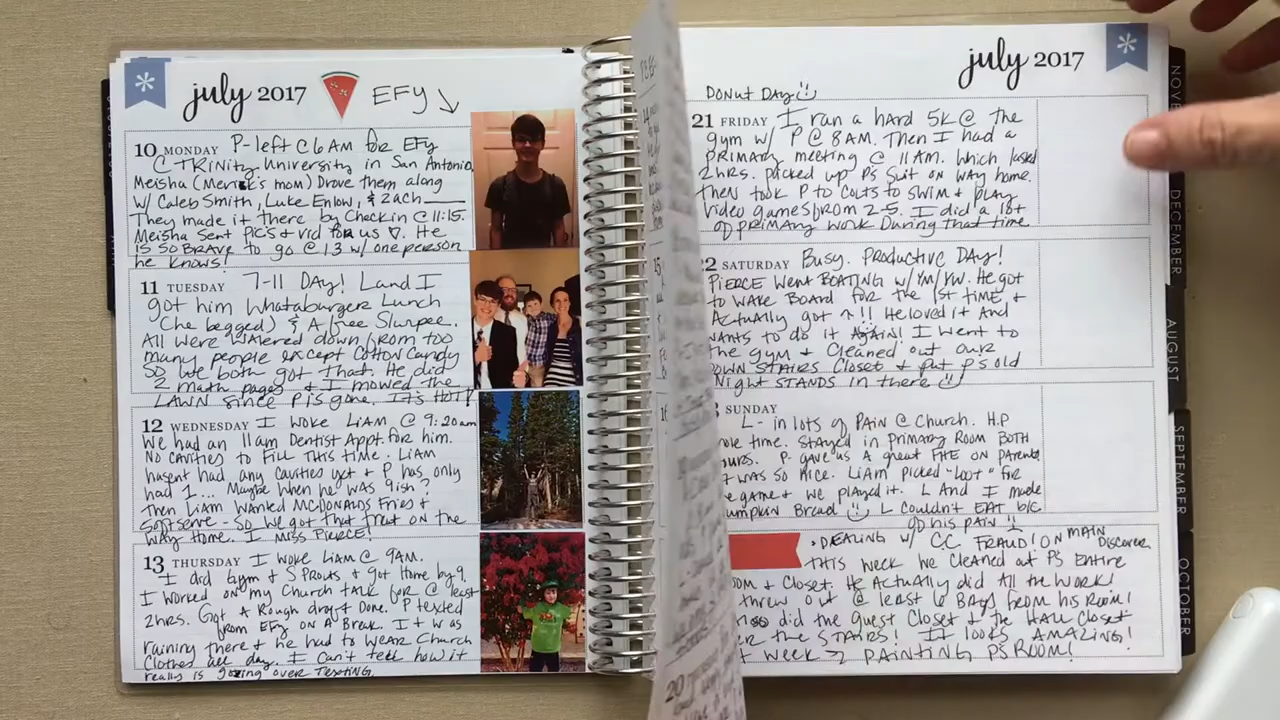 july 2017 EFY
10 MONDAY P-left @ 6AM for EFY
@ TRiNity University in San Antonio.
Meisha (Merrick's mom) Drove them along
w/ Caleb Smith, Luke Enlow, & Zach
They made it there by Checkin @ 11:15.
Meisha Sent pics & vid for us ♡. He
is so BRAVE to go @ 13 w/ one person
he knows!
11 TUESDAY 7-11 DAY! L and I
got him Whataburger Lunch
(he begged) & A free Slurpee.
All were watered down from too
many people except Cotton Candy
So we both got that. He did
2 math pages & I mowed the
LAWN since P is gone. It's HOT!
12 WEDNESDAY I woke LiAM @ 9:20am
We had an 11am Dentist Appt. for him.
No cavities to fill THIS time. LiAM
hasent had any cavities yet & P has only
had 1... Maybe when he was 9ish?
Then LiAM wanted McDONALDS Fries &
Softserve - So we got that treat on the
way Home. I miss PiERCE!
13 THURSDAY I woke LiAM @ 9AM.
I did Gym & SProuts & got Home by 9.
I worked on my Church TALK for @ least
2hrs. Got A Rough draft Done. P texted
from EFY on A Break. It was
raining there & he had to WEAR Church
Clothes all day. I can't tell how it
really is going over Texting.
july 2017
Donut Day
21 FRIDAY I ran a hard 5K @ the
gym w/ P @ 8AM. Then I had a
PRIMARY meeting @ 11AM. Which lasted
2hrs. Picked up P's Suit on way home.
Then took P to Colts to SWIM & PLAY
Video games from 2-5. I did a lot
of PRiMARY work During that time
2 SATURDAY Busy. Productive DAY!
PiERCE Went BOATING w/ YM/YW. He got
to WAKE BOARD for the 1st time, &
Actually got ↑!! He loved it And
WANTS to do it AGAIN! I went to
the gym & Cleaned out our
DOWN STAIRS Closet & put P's old
Night STANDS in there
SUNDAY
L- in lots of PAIN @ Church. H.P
whole time. STAYED in PRiMARY ROOM BOTH
hours. P gave us A great FHE ON PARENTS
IT WAS SO NICE. LiAM picked "Loot" for
the game & we played it. L And I made
Pumpkin Bread L Couldn't EAT b/c
of his PAiN
• DEALiNG w/ C.C. FRAUD! ON MAIN Discover
THIS week we Cleaned out P'S ENTIRE
ROOM & Closet. He Actually did All the Work!
threw out @ least 6 BAGS from HIS ROOM!
did the Guest Closet & the HALL Closet
the STAIRS! IT looks AMAZING!
week → PAINTING P'S ROOM!
20
NOVE
DECEMBER
AUGUST
SEPTEMBER
OCTOBER